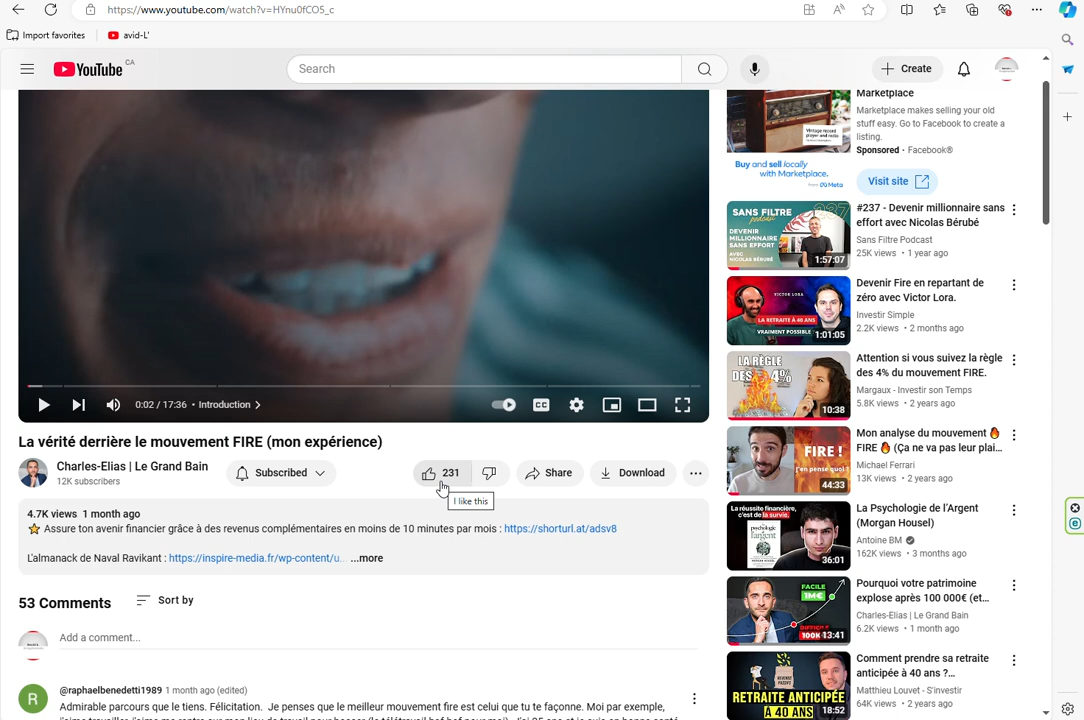 https://www.youtube.com/watch?v=HYnu0fCO5_c
Import favorites
avid-L'
YouTube CA
Search
Create
Marketplace
Marketplace makes selling your old
stuff easy. Go to Facebook to create a
listing.
Sponsored · Facebook®
Buy and sell locally
with Marketplace.
from Meta
Visit site
SANS FILTRE
podcast
237
DEVENIR
MILLIONNAIRE
SANS EFFORT
AVEC
NICOLAS BÉRUBÉ
1:57:07
#237 - Devenir millionnaire sans
effort avec Nicolas Bérubé
Sans Filtre Podcast
25K views · 1 year ago
VICTOR LORA
LA RETRAITE À 46 ANS
VRAIMENT POSSIBLE
1:01:05
Devenir Fire en repartant de
zéro avec Victor Lora.
Investir Simple
2.2K views · 2 months ago
LA RÈGLE
DES 4%
10:38
Attention si vous suivez la règle
des 4% du mouvement FIRE.
Margaux - Investir son Temps
5.8K views · 2 years ago
FIRE !
j'en pense quoi?
44:33
Mon analyse du mouvement 🔥
FIRE 🔥 (Ça ne va pas leur plai...
Michael Ferrari
13K views · 2 years ago
La réussite financière,
c'est de la survie.
36:01
La Psychologie de l'Argent
(Morgan Housel)
Antoine BM
162K views · 3 months ago
FACILE
1M€
DIFFICILE
100K
13:41
Pourquoi votre patrimoine
explose après 100 000€ (et...
Charles-Elias | Le Grand Bain
6.2K views · 1 month ago
RETRAITE ANTICIPÉE
À 40 ANS
18:52
Comment prendre sa retraite
anticipée à 40 ans ?...
Matthieu Louvet - S'investir
64K views · 2 years ago
0:02 / 17:36 · Introduction >
CC
La vérité derrière le mouvement FIRE (mon expérience)
Charles-Elias | Le Grand Bain
12K subscribers
Subscribed
231
Share
Download
I like this
4.7K views 1 month ago
⭐ Assure ton avenir financier grâce à des revenus complémentaires en moins de 10 minutes par mois : https://shorturl.at/adsv8
L'almanack de Naval Ravikant : https://inspire-media.fr/wp-content/u... ...more
53 Comments
Sort by
Add a comment...
R
@raphaelbenedetti1989 1 month ago (edited)
Admirable parcours que le tiens. Félicitation. Je penses que le meilleur mouvement fire est celui que tu te façonne. Moi par exemple,